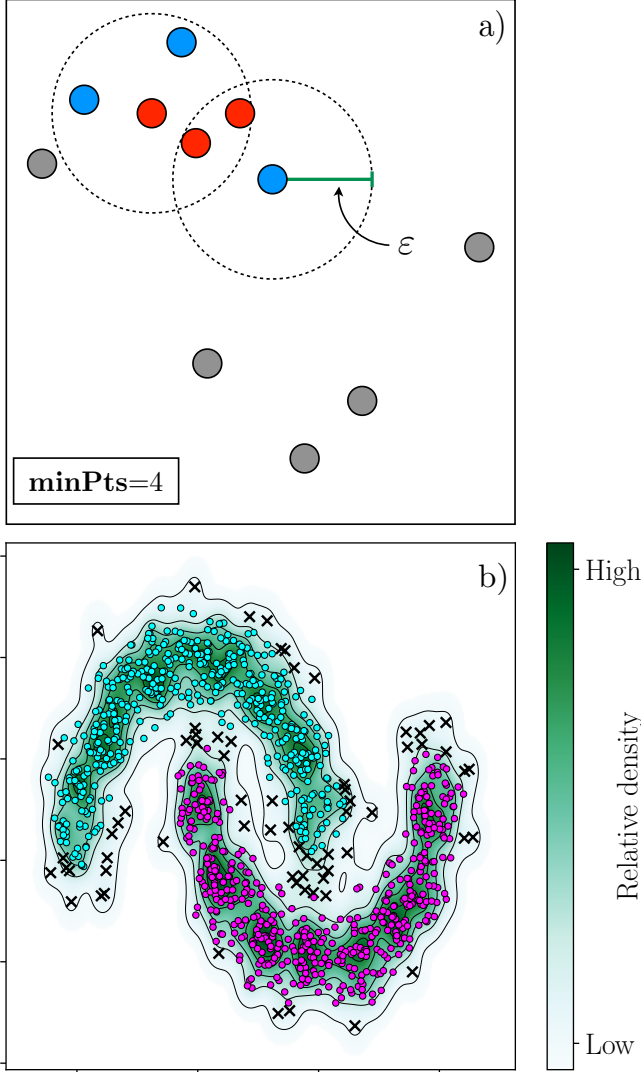 a)
ε
minPts=4
b)
High
Relative density
Low